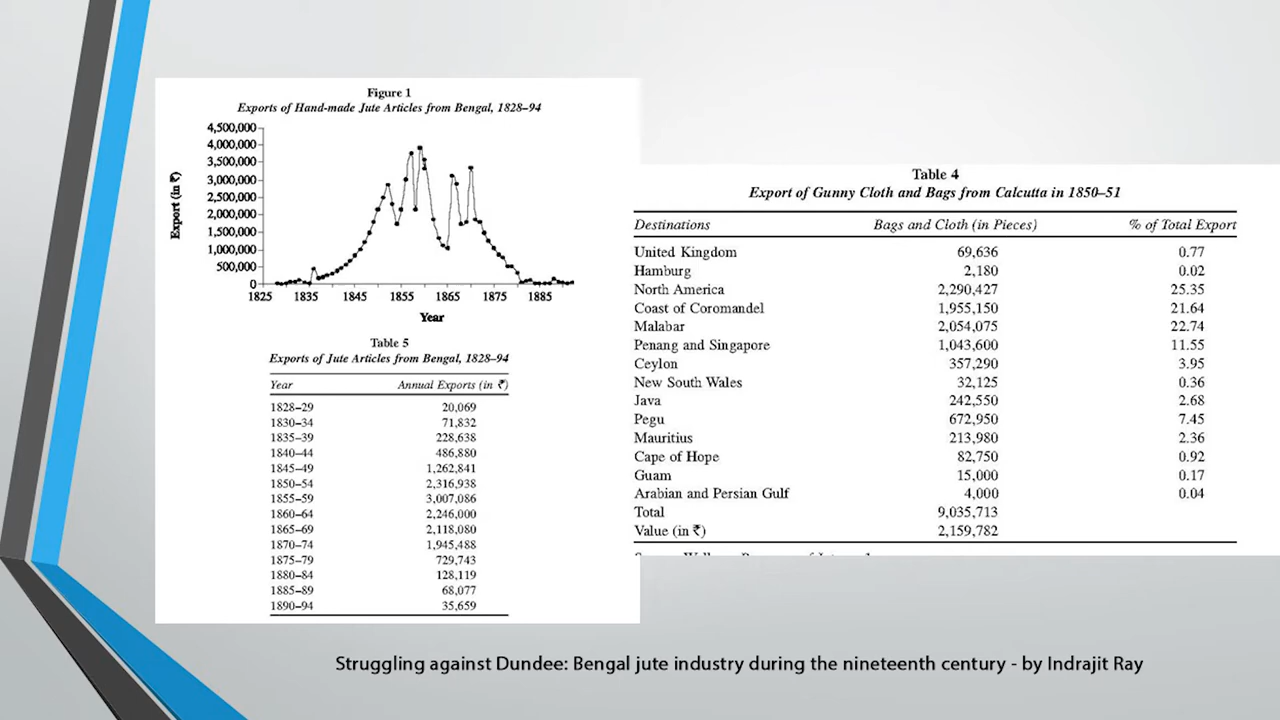 Figure 1
Exports of Hand-made Jute Articles from Bengal, 1828–94
Export (in ₹)
4,500,000
4,000,000
3,500,000
3,000,000
2,500,000
2,000,000
1,500,000
1,000,000
500,000
0
1825 1835 1845 1855 1865 1875 1885
Year
Table 5
Exports of Jute Articles from Bengal, 1828–94
Year Annual Exports (in ₹)
1828–29 20,069
1830–34 71,832
1835–39 228,638
1840–44 486,880
1845–49 1,262,841
1850–54 2,316,938
1855–59 3,007,086
1860–64 2,246,000
1865–69 2,118,080
1870–74 1,945,488
1875–79 729,743
1880–84 128,119
1885–89 68,077
1890–94 35,659
Table 4
Export of Gunny Cloth and Bags from Calcutta in 1850–51
Destinations Bags and Cloth (in Pieces) % of Total Export
United Kingdom 69,636 0.77
Hamburg 2,180 0.02
North America 2,290,427 25.35
Coast of Coromandel 1,955,150 21.64
Malabar 2,054,075 22.74
Penang and Singapore 1,043,600 11.55
Ceylon 357,290 3.95
New South Wales 32,125 0.36
Java 242,550 2.68
Pegu 672,950 7.45
Mauritius 213,980 2.36
Cape of Hope 82,750 0.92
Guam 15,000 0.17
Arabian and Persian Gulf 4,000 0.04
Total 9,035,713
Value (in ₹) 2,159,782
Struggling against Dundee: Bengal jute industry during the nineteenth century - by Indrajit Ray